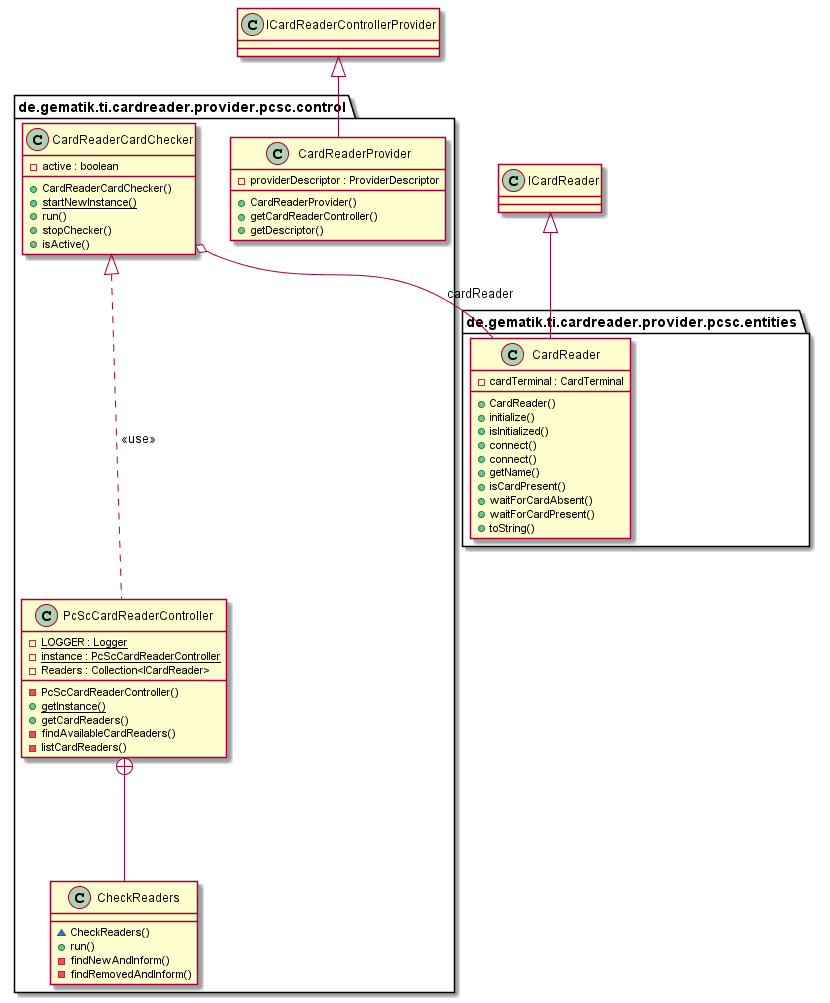 C ICardReaderControllerProvider
de.gematik.ti.cardreader.provider.pcsc.control
C CardReaderCardChecker
active : boolean
CardReaderCardChecker()
startNewInstance()
run()
stopChecker()
isActive()
C CardReaderProvider
providerDescriptor : ProviderDescriptor
CardReaderProvider()
getCardReaderController()
getDescriptor()
C ICardReader
cardReader
de.gematik.ti.cardreader.provider.pcsc.entities
C CardReader
cardTerminal : CardTerminal
CardReader()
initialize()
isInitialized()
connect()
connect()
getName()
isCardPresent()
waitForCardAbsent()
waitForCardPresent()
toString()
«use»
C PcScCardReaderController
LOGGER : Logger
instance : PcScCardReaderController
Readers : Collection<ICardReader>
PcScCardReaderController()
getInstance()
getCardReaders()
findAvailableCardReaders()
listCardReaders()
C CheckReaders
CheckReaders()
run()
findNewAndInform()
findRemovedAndInform()